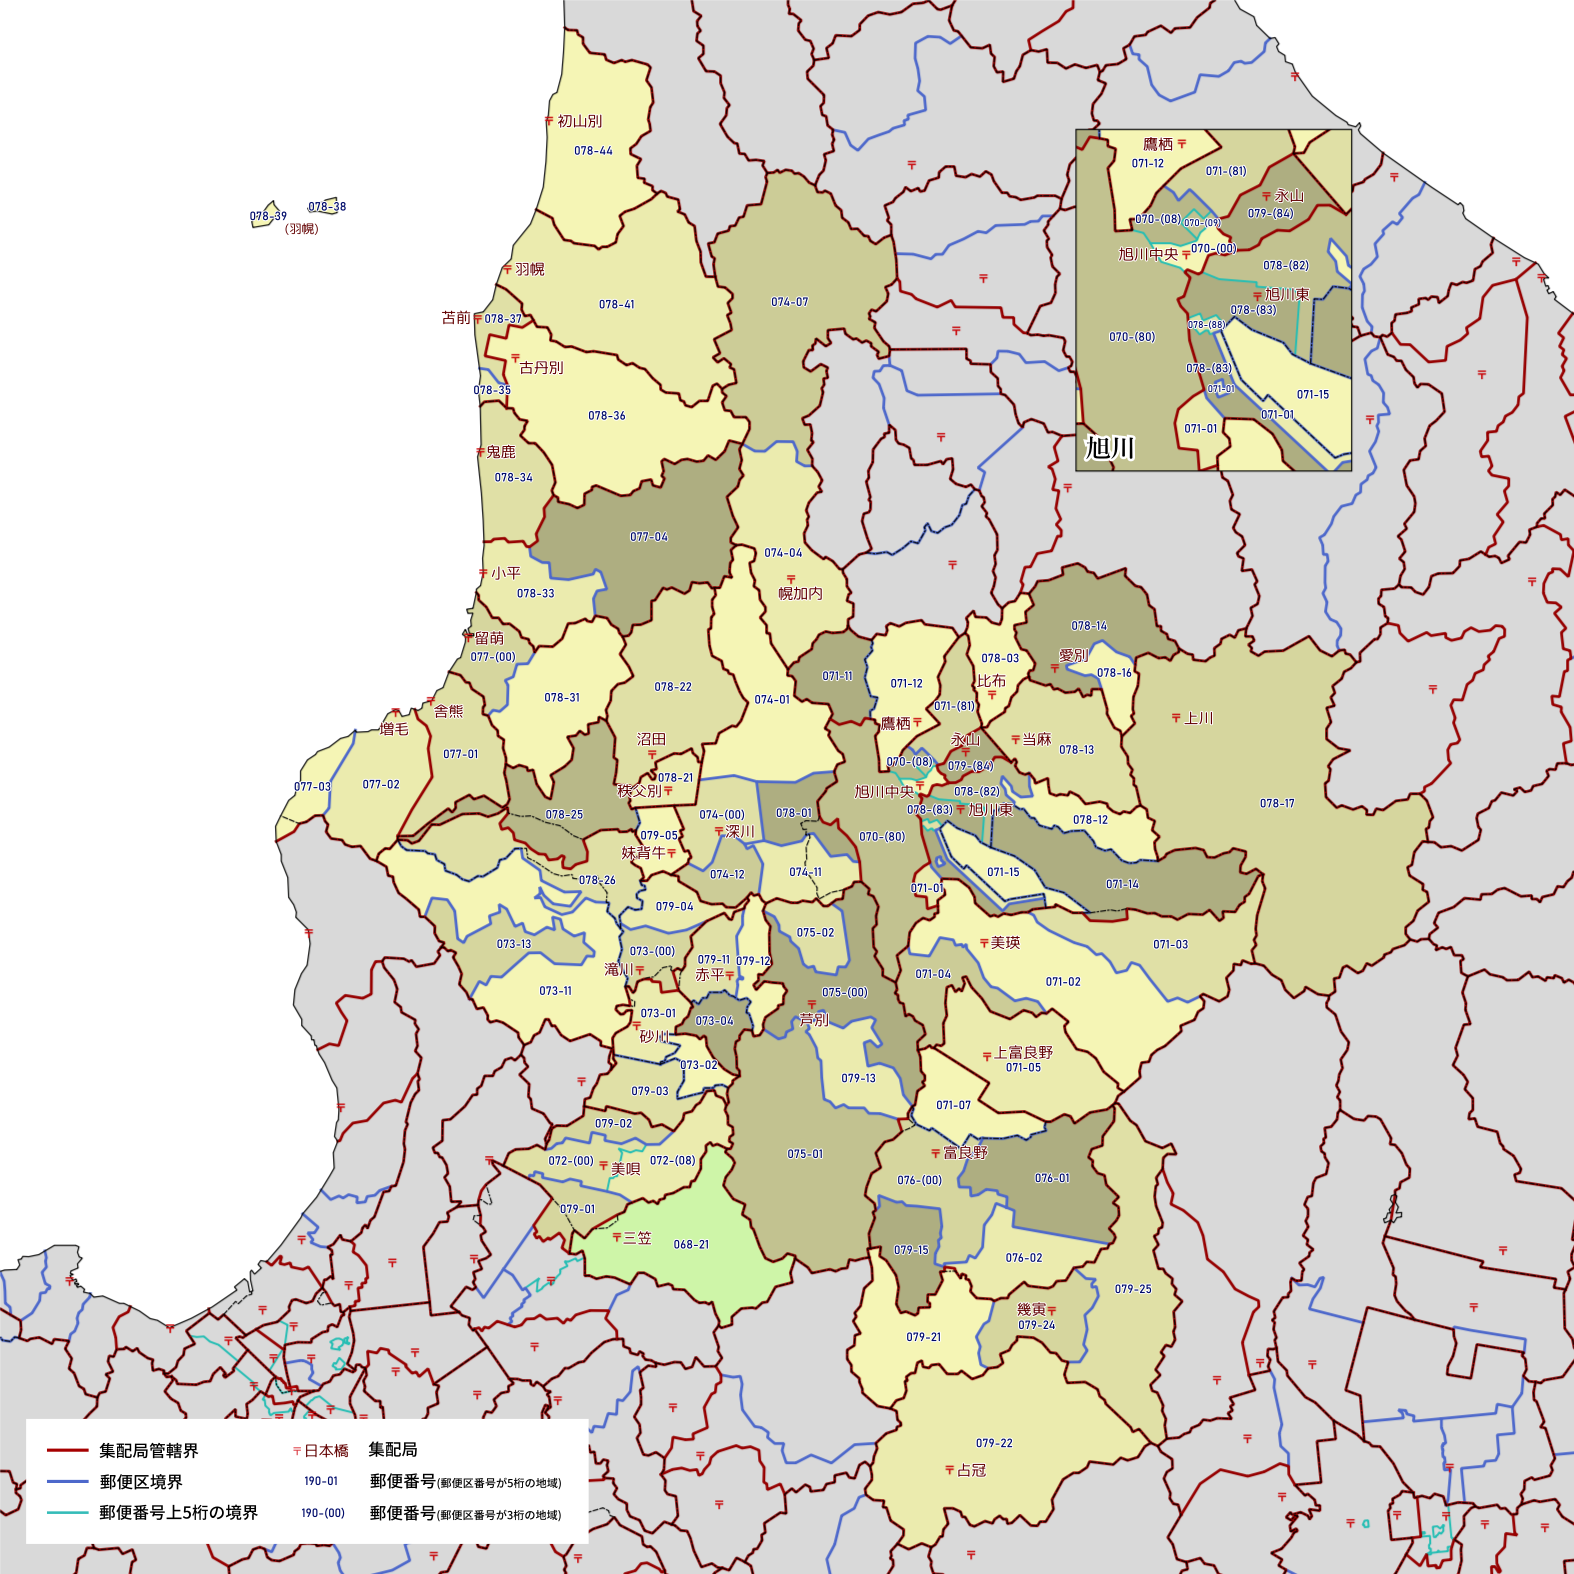 初山別
078-44
078-39
078-38
(羽幌)
羽幌
078-41
074-07
苫前
078-37
古丹別
078-35
078-36
鬼鹿
078-34
077-04
074-04
幌加内
小平
078-33
留萌
077-(00)
078-31
078-22
074-01
071-11
071-12
鷹栖
071-(81)
078-03
比布
078-14
愛別
078-16
上川
078-17
当麻
078-13
永山
079-(84)
舎熊
増毛
077-01
077-02
077-03
沼田
078-21
秩父別
078-25
079-05
妹背牛
074-(00)
深川
078-01
074-12
074-11
070-(80)
070-(08)
旭川中央
078-(82)
078-(83)
旭川東
078-12
071-15
071-14
071-01
078-26
079-04
073-13
073-11
073-(00)
滝川
079-11
赤平
079-12
075-02
075-(00)
芦別
美瑛
071-04
071-02
071-03
073-01
砂川
073-04
073-02
079-03
079-13
上富良野
071-05
071-07
079-02
072-(00)
美唄
072-(08)
075-01
富良野
076-(00)
076-01
079-01
三笠
068-21
079-15
076-02
079-25
幾寅
079-24
079-21
079-22
占冠
鷹栖
071-12
071-(81)
永山
079-(84)
070-(08)
070-(09)
070-(00)
旭川中央
078-(82)
旭川東
078-(83)
078-(88)
070-(80)
078-(83)
071-01
071-15
071-01
071-01
旭川
集配局管轄界
〒日本橋 集配局
郵便区境界
190-01 郵便番号(郵便区番号が5桁の地域)
郵便番号上5桁の境界
190-(00) 郵便番号(郵便区番号が3桁の地域)